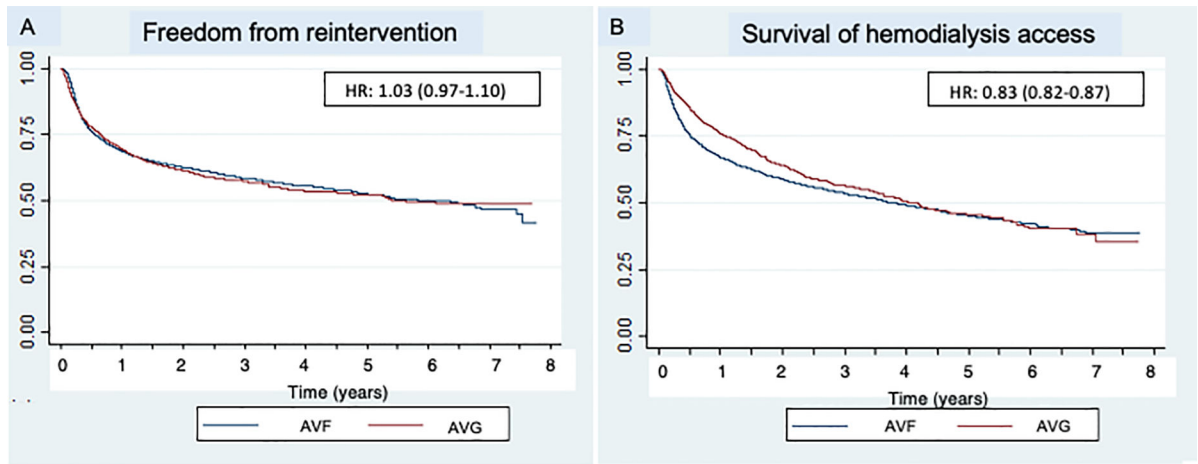 A
Freedom from reintervention
HR: 1.03 (0.97-1.10)
1.00
0.75
0.50
0.25
0.00
0 1 2 3 4 5 6 7 8
Time (years)
AVF AVG
B
Survival of hemodialysis access
HR: 0.83 (0.82-0.87)
1.00
0.75
0.50
0.25
0.00
0 1 2 3 4 5 6 7 8
Time (years)
AVF AVG